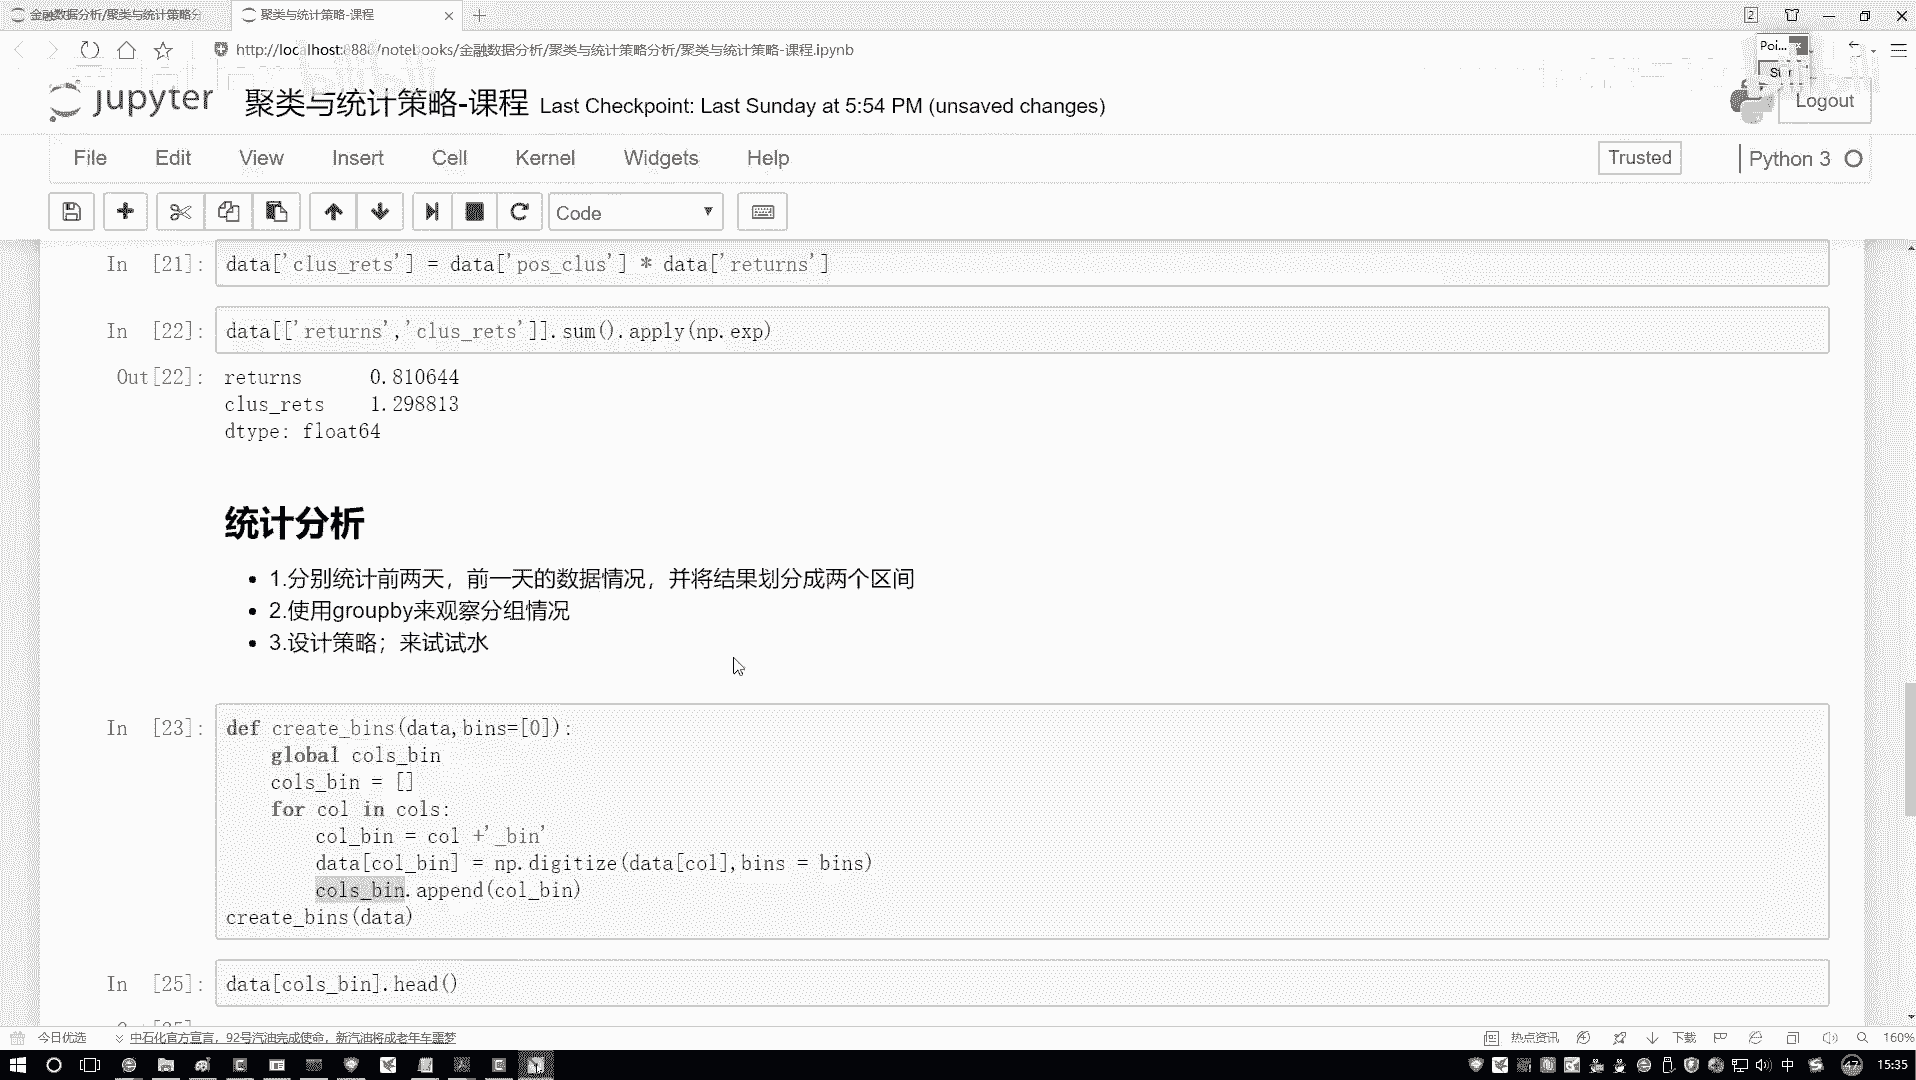 金融数据分析/聚类与统计策略分
聚类与统计策略-课程
2
http://localhost:8888/notebooks/金融数据分析/聚类与统计策略分析/聚类与统计策略-课程.ipynb
Poi...
jupyter
聚类与统计策略-课程
Last Checkpoint: Last Sunday at 5:54 PM (unsaved changes)
Logout
File Edit View Insert Cell Kernel Widgets Help
Trusted
Python 3
Code
In [21]: data['clus_rets'] = data['pos_clus'] * data['returns']
In [22]: data[['returns','clus_rets']].sum().apply(np.exp)
Out[22]: returns 0.810644
clus_rets 1.298813
dtype: float64
统计分析
1.分别统计前两天，前一天的数据情况，并将结果划分成两个区间
2.使用groupby来观察分组情况
3.设计策略；来试试水
In [23]: def create_bins(data,bins=[0]):
global cols_bin
cols_bin = []
for col in cols:
col_bin = col +'_bin'
data[col_bin] = np.digitize(data[col],bins = bins)
cols_bin.append(col_bin)
create_bins(data)
In [25]: data[cols_bin].head()
今日优选
中石化官方宣言，92号汽油完成使命，新汽油将成老年车噩梦
热点资讯
下载
160%
中
47
15:35